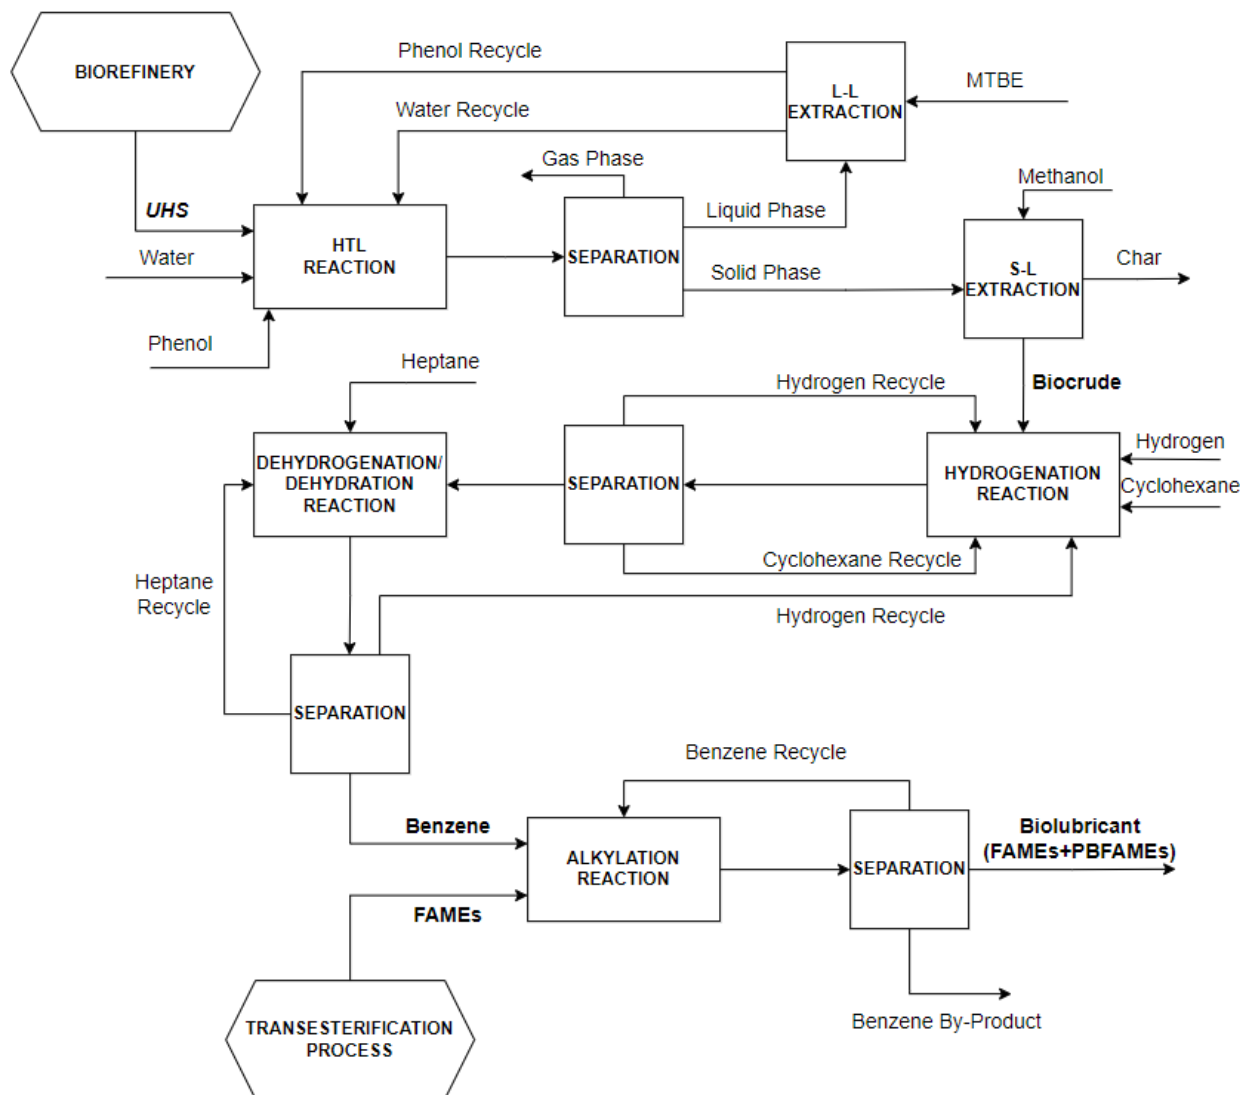 BIOREFINERY
Phenol Recycle
L-L
EXTRACTION
MTBE
Water Recycle
Gas Phase
Methanol
UHS
Liquid Phase
HTL
REACTION
SEPARATION
Water
Solid Phase
S-L
EXTRACTION
Char
Phenol
Heptane
Hydrogen Recycle
Biocrude
DEHYDROGENATION/
DEHYDRATION
REACTION
SEPARATION
HYDROGENATION
REACTION
Hydrogen
Cyclohexane
Heptane
Recycle
Cyclohexane Recycle
Hydrogen Recycle
SEPARATION
Benzene Recycle
Benzene
ALKYLATION
REACTION
SEPARATION
Biolubricant
(FAMEs+PBFAMEs)
FAMEs
TRANSESTERIFICATION
PROCESS
Benzene By-Product